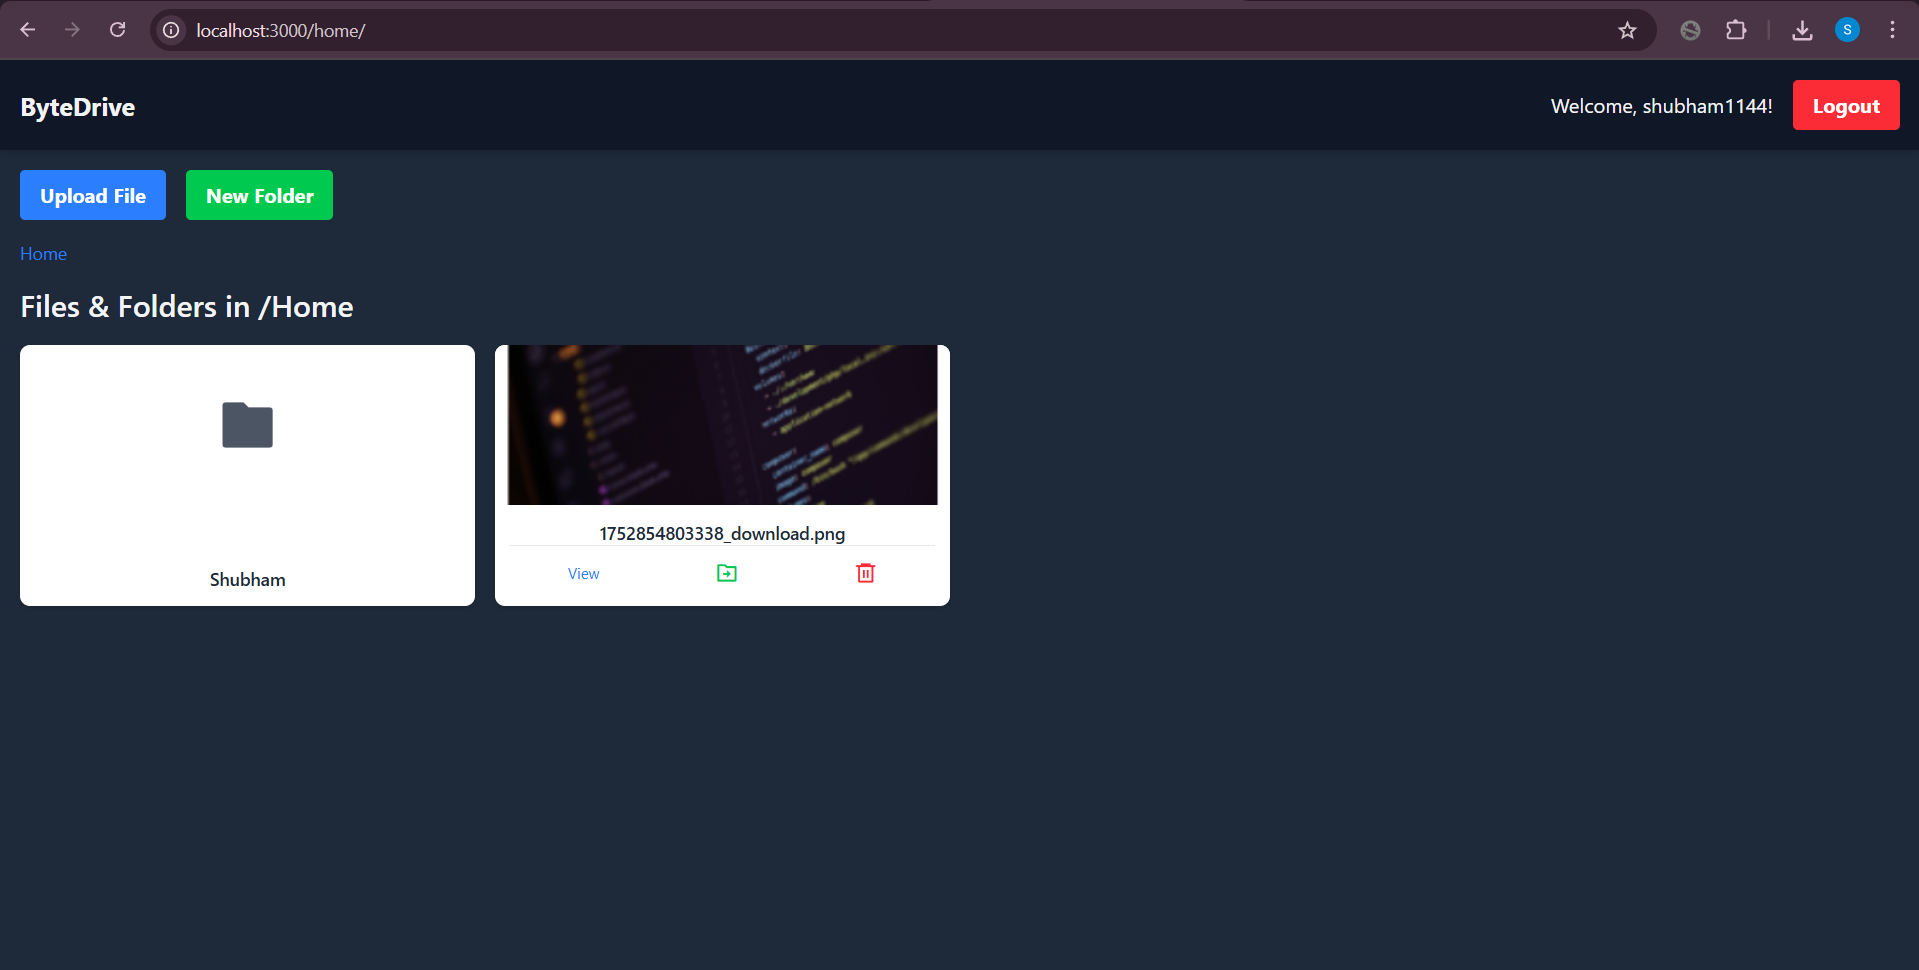 localhost:3000/home/
S
ByteDrive
Welcome, shubham1144!
Logout
Upload File
New Folder
Home
Files & Folders in /Home
Shubham
1752854803338_download.png
View